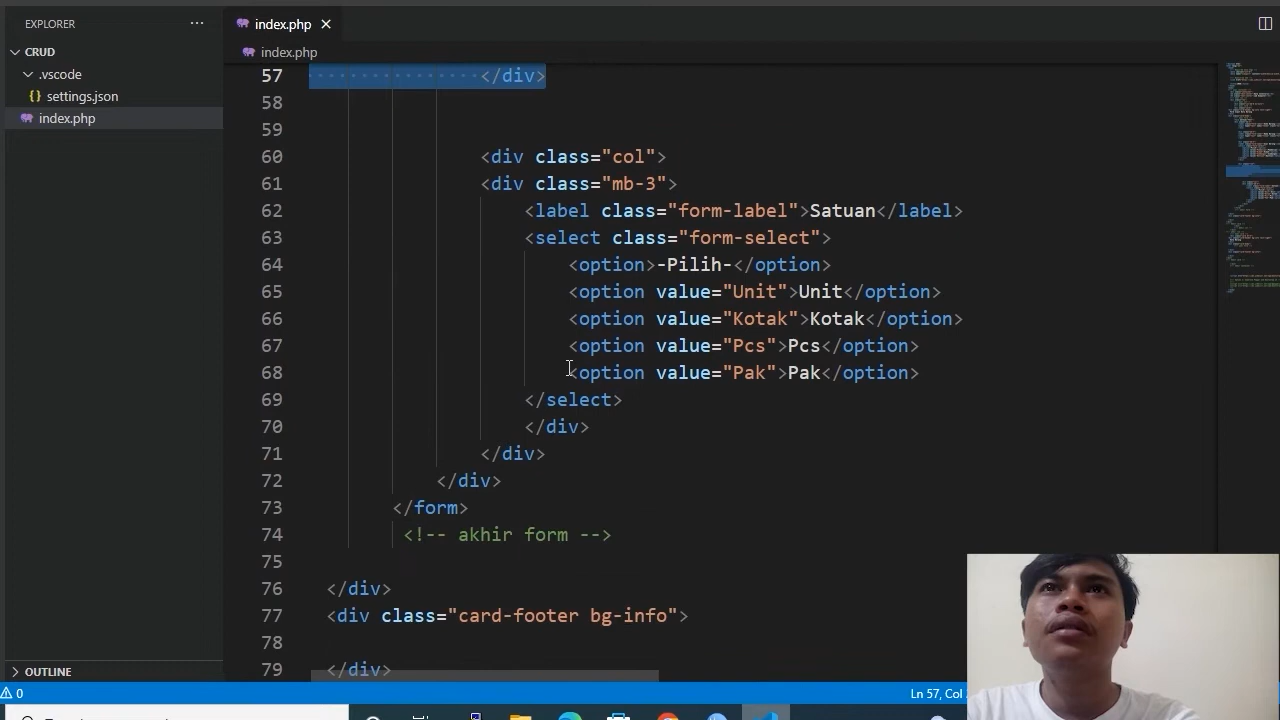 EXPLORER
···
index.php
CRUD
index.php
.vscode
settings.json
index.php
57 </div>
58
59
60 <div class="col">
61 <div class="mb-3">
62 <label class="form-label">Satuan</label>
63 <select class="form-select">
64 <option>-Pilih-</option>
65 <option value="Unit">Unit</option>
66 <option value="Kotak">Kotak</option>
67 <option value="Pcs">Pcs</option>
68 <option value="Pak">Pak</option>
69 </select>
70 </div>
71 </div>
72 </div>
73 </form>
74 <!-- akhir form -->
75
76 </div>
77 <div class="card-footer bg-info">
78
79 </div>
OUTLINE
0
Ln 57, Col